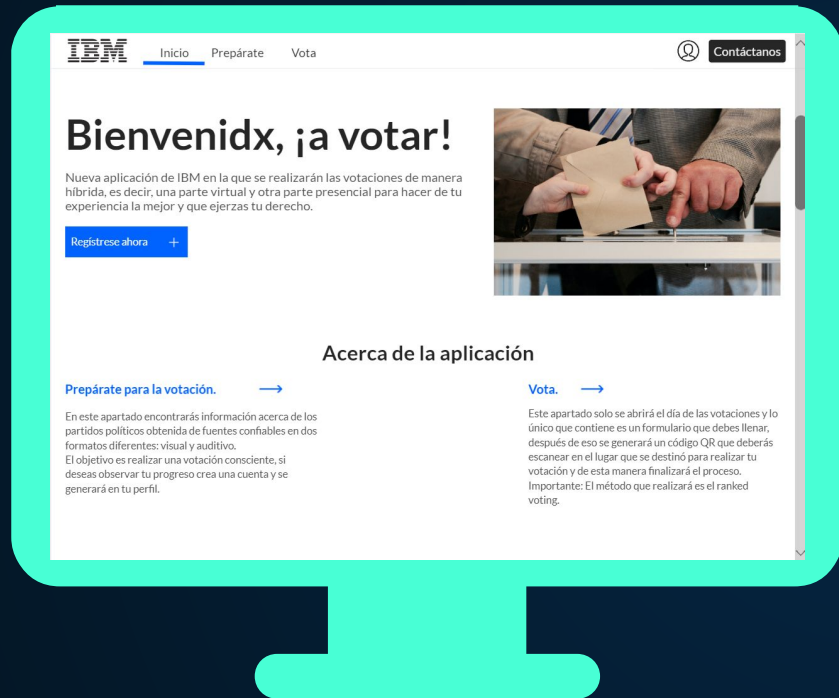 IBM
Inicio Prepárate Vota
Contáctanos
Bienvenidx, ¡a votar!
Nueva aplicación de IBM en la que se realizarán las votaciones de manera
híbrida, es decir, una parte virtual y otra parte presencial para hacer de tu
experiencia la mejor y que ejerzas tu derecho.
Regístrese ahora +
Acerca de la aplicación
Prepárate para la votación. →
En este apartado encontrarás información acerca de los
partidos políticos obtenida de fuentes confiables en dos
formatos diferentes: visual y auditivo.
El objetivo es realizar una votación consciente, si
deseas observar tu progreso crea una cuenta y se
generará en tu perfil.
Vota. →
Este apartado solo se abrirá el día de las votaciones y lo
único que contiene es un formulario que debes llenar,
después de eso se generará un código QR que deberás
escanear en el lugar que se destinó para realizar tu
votación y de esta manera finalizará el proceso.
Importante: El método que realizará es el ranked
voting.